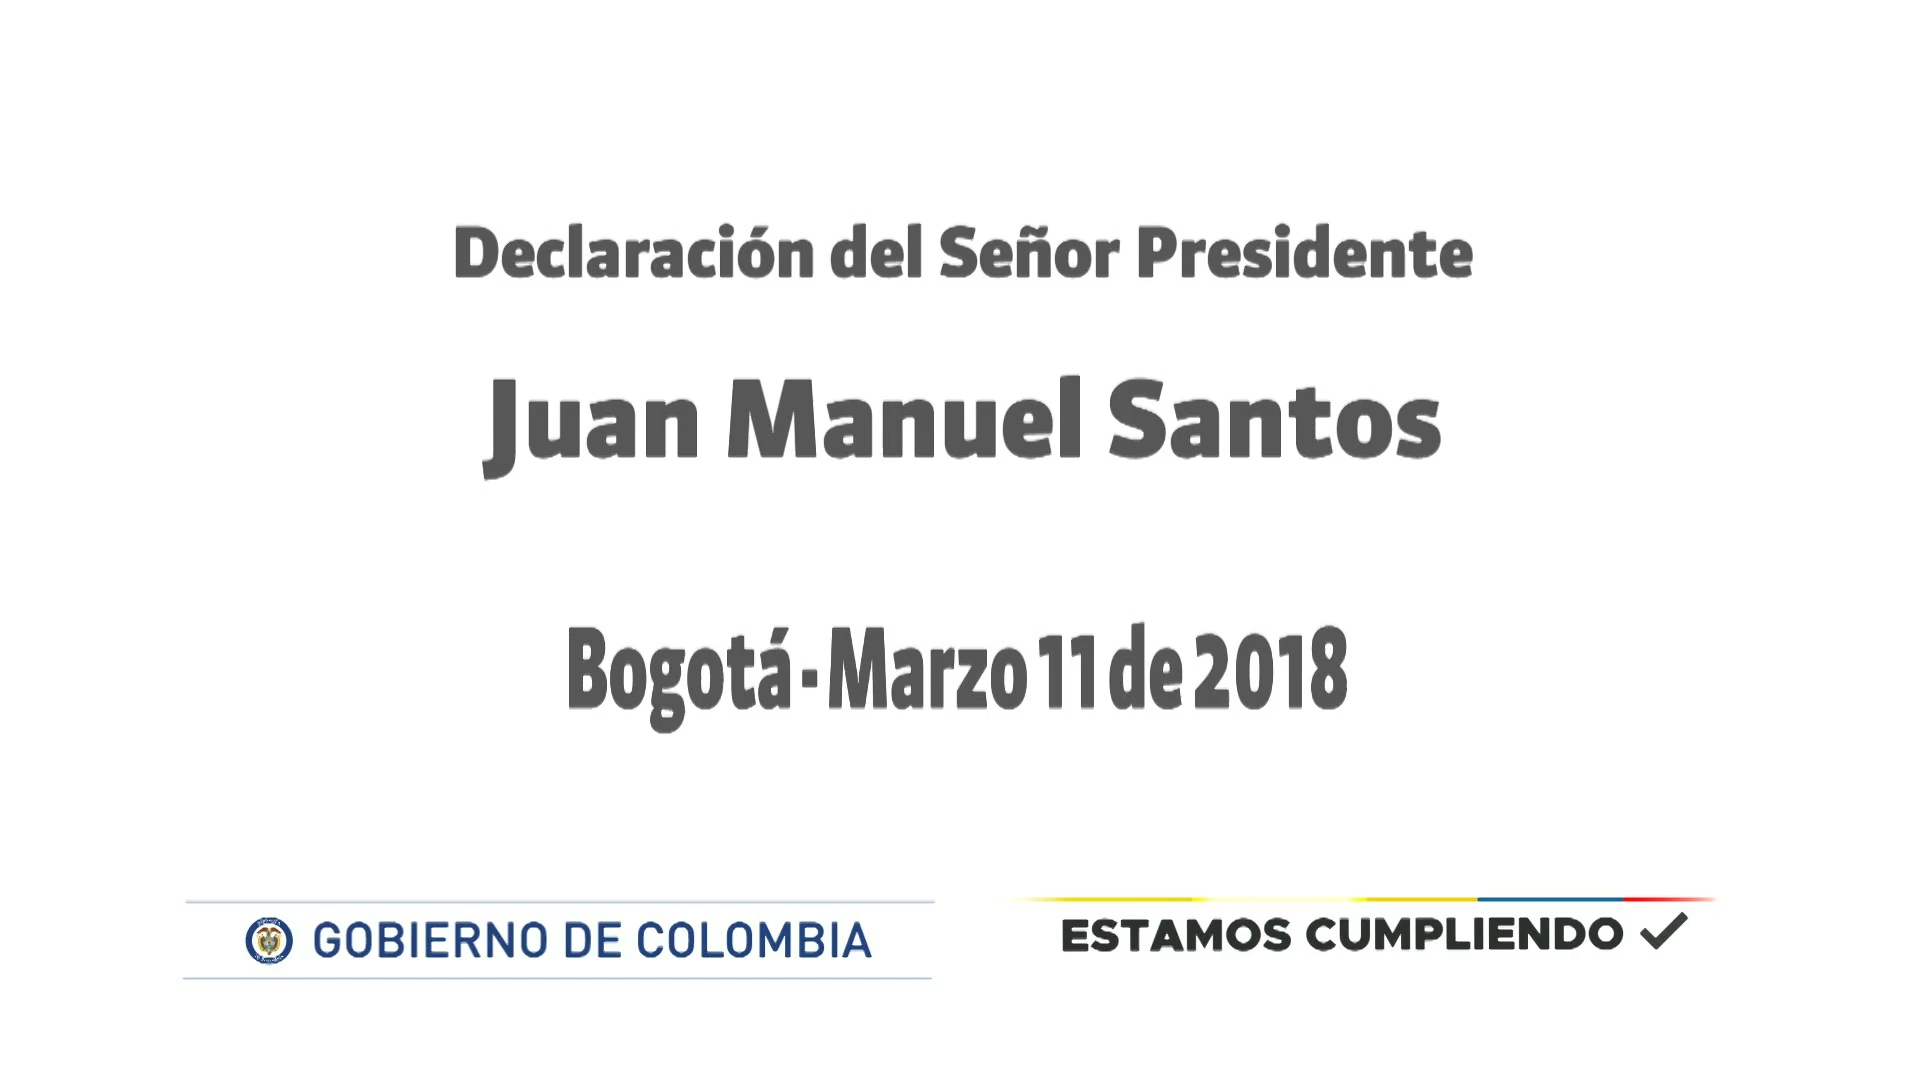 Declaración del Señor Presidente
Juan Manuel Santos
Bogotá - Marzo 11 de 2018
GOBIERNO DE COLOMBIA
ESTAMOS CUMPLIENDO